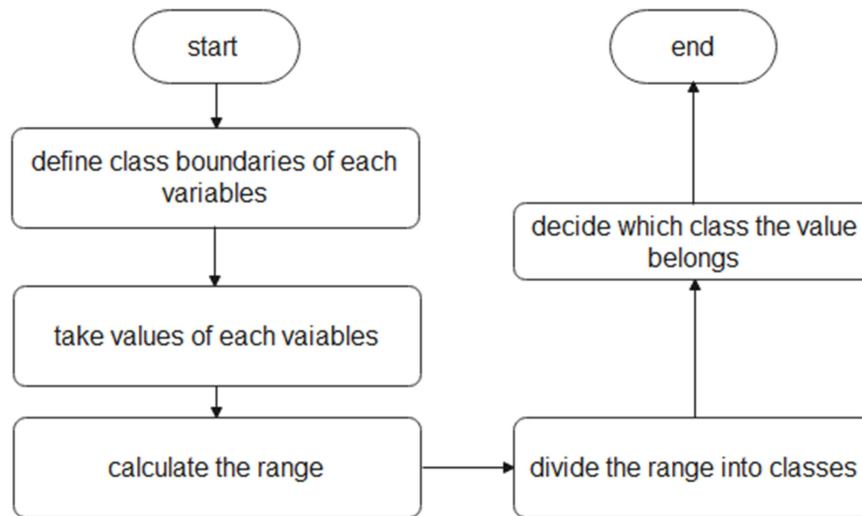 start
define class boundaries of each
variables
take values of each vaiables
calculate the range
divide the range into classes
decide which class the value
belongs
end